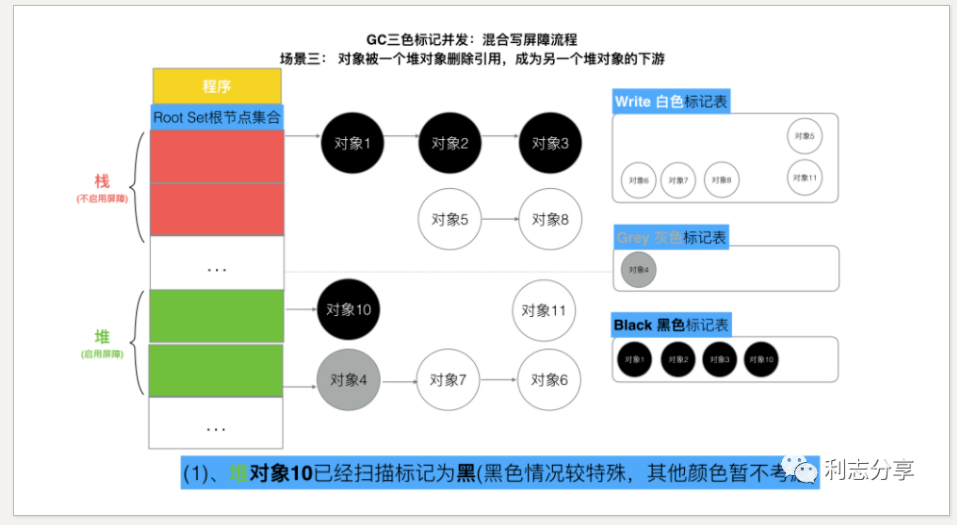 GC三色标记并发：混合写屏障流程
场景三： 对象被一个堆对象删除引用，成为另一个堆对象的下游
程序
Root Set根节点集合
栈
(不启用屏障)
...
堆
(启用屏障)
...
对象1
对象2
对象3
对象5
对象8
对象10
对象11
对象4
对象7
对象6
Write 白色标记表
对象5
对象6
对象7
对象8
对象11
Grey 灰色标记表
对象4
Black 黑色标记表
对象1
对象2
对象3
对象10
(1)、堆对象10已经扫描标记为黑(黑色情况较特殊，其他颜色暂不考
利志分享